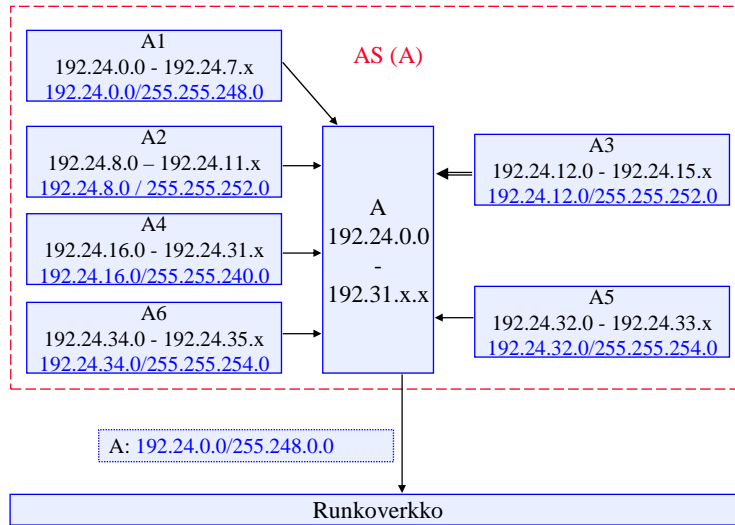 AS (A)
A1
192.24.0.0 - 192.24.7.x
192.24.0.0/255.255.248.0
A2
192.24.8.0 – 192.24.11.x
192.24.8.0 / 255.255.252.0
A3
192.24.12.0 - 192.24.15.x
192.24.12.0/255.255.252.0
A
192.24.0.0
-
192.31.x.x
A4
192.24.16.0 - 192.24.31.x
192.24.16.0/255.255.240.0
A6
192.24.34.0 - 192.24.35.x
192.24.34.0/255.255.254.0
A5
192.24.32.0 - 192.24.33.x
192.24.32.0/255.255.254.0
A: 192.24.0.0/255.248.0.0
Runkoverkko